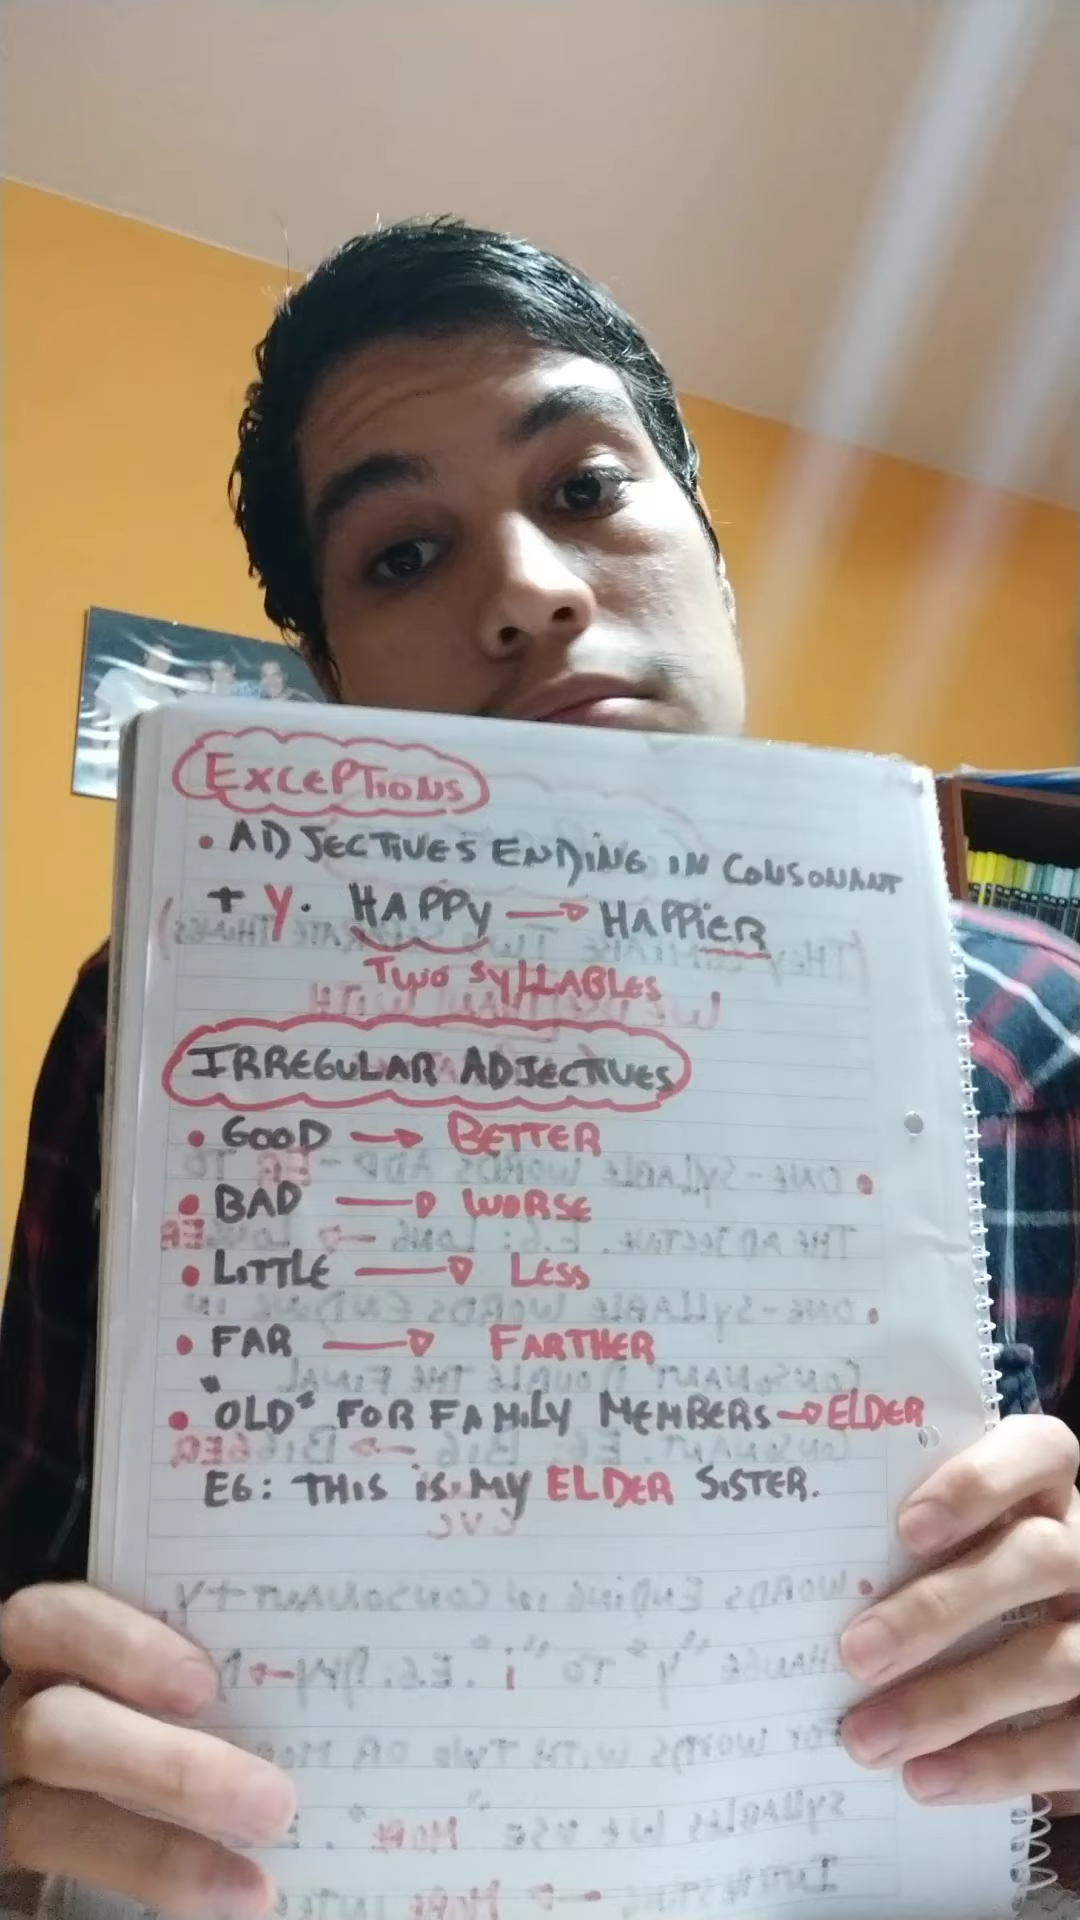 EXCEPTIONS
• ADJECTIVES ENDING IN CONSONANT
+ Y. HAPPY → HAPPIER
TWO SYLLABLES
IRREGULAR ADJECTIVES
• GOOD → BETTER
• BAD → WORSE
• LITTLE → LESS
• FAR → FARTHER
• "OLD" FOR FAMILY MEMBERS → ELDER
EG: THIS IS MY ELDER SISTER.